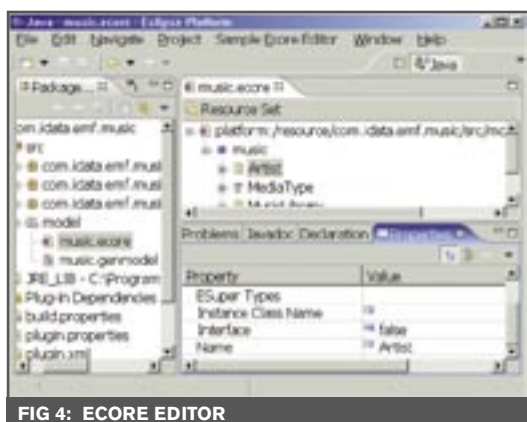 Java - music.ecore - Eclipse Platform
File Edit Navigate Project Sample Ecore Editor Window Help
Java
Package...
music.ecore
Resource Set
om.idata.emf.music
src
com.idata.emf.musi
com.idata.emf.musi
com.idata.emf.musi
model
music.ecore
music.genmodel
JRE_LIB - C:\Program
Plug-in Dependencies
build.properties
plugin.properties
plugin.xml
platform:/resource/com.idata.emf.music/src/mo
music
Artist
MediaType
MusicLibrary
Problems Javadoc Declaration Properties
Property Value
ESuper Types
Instance Class Name
Interface false
Name Artist
FIG 4: ECORE EDITOR